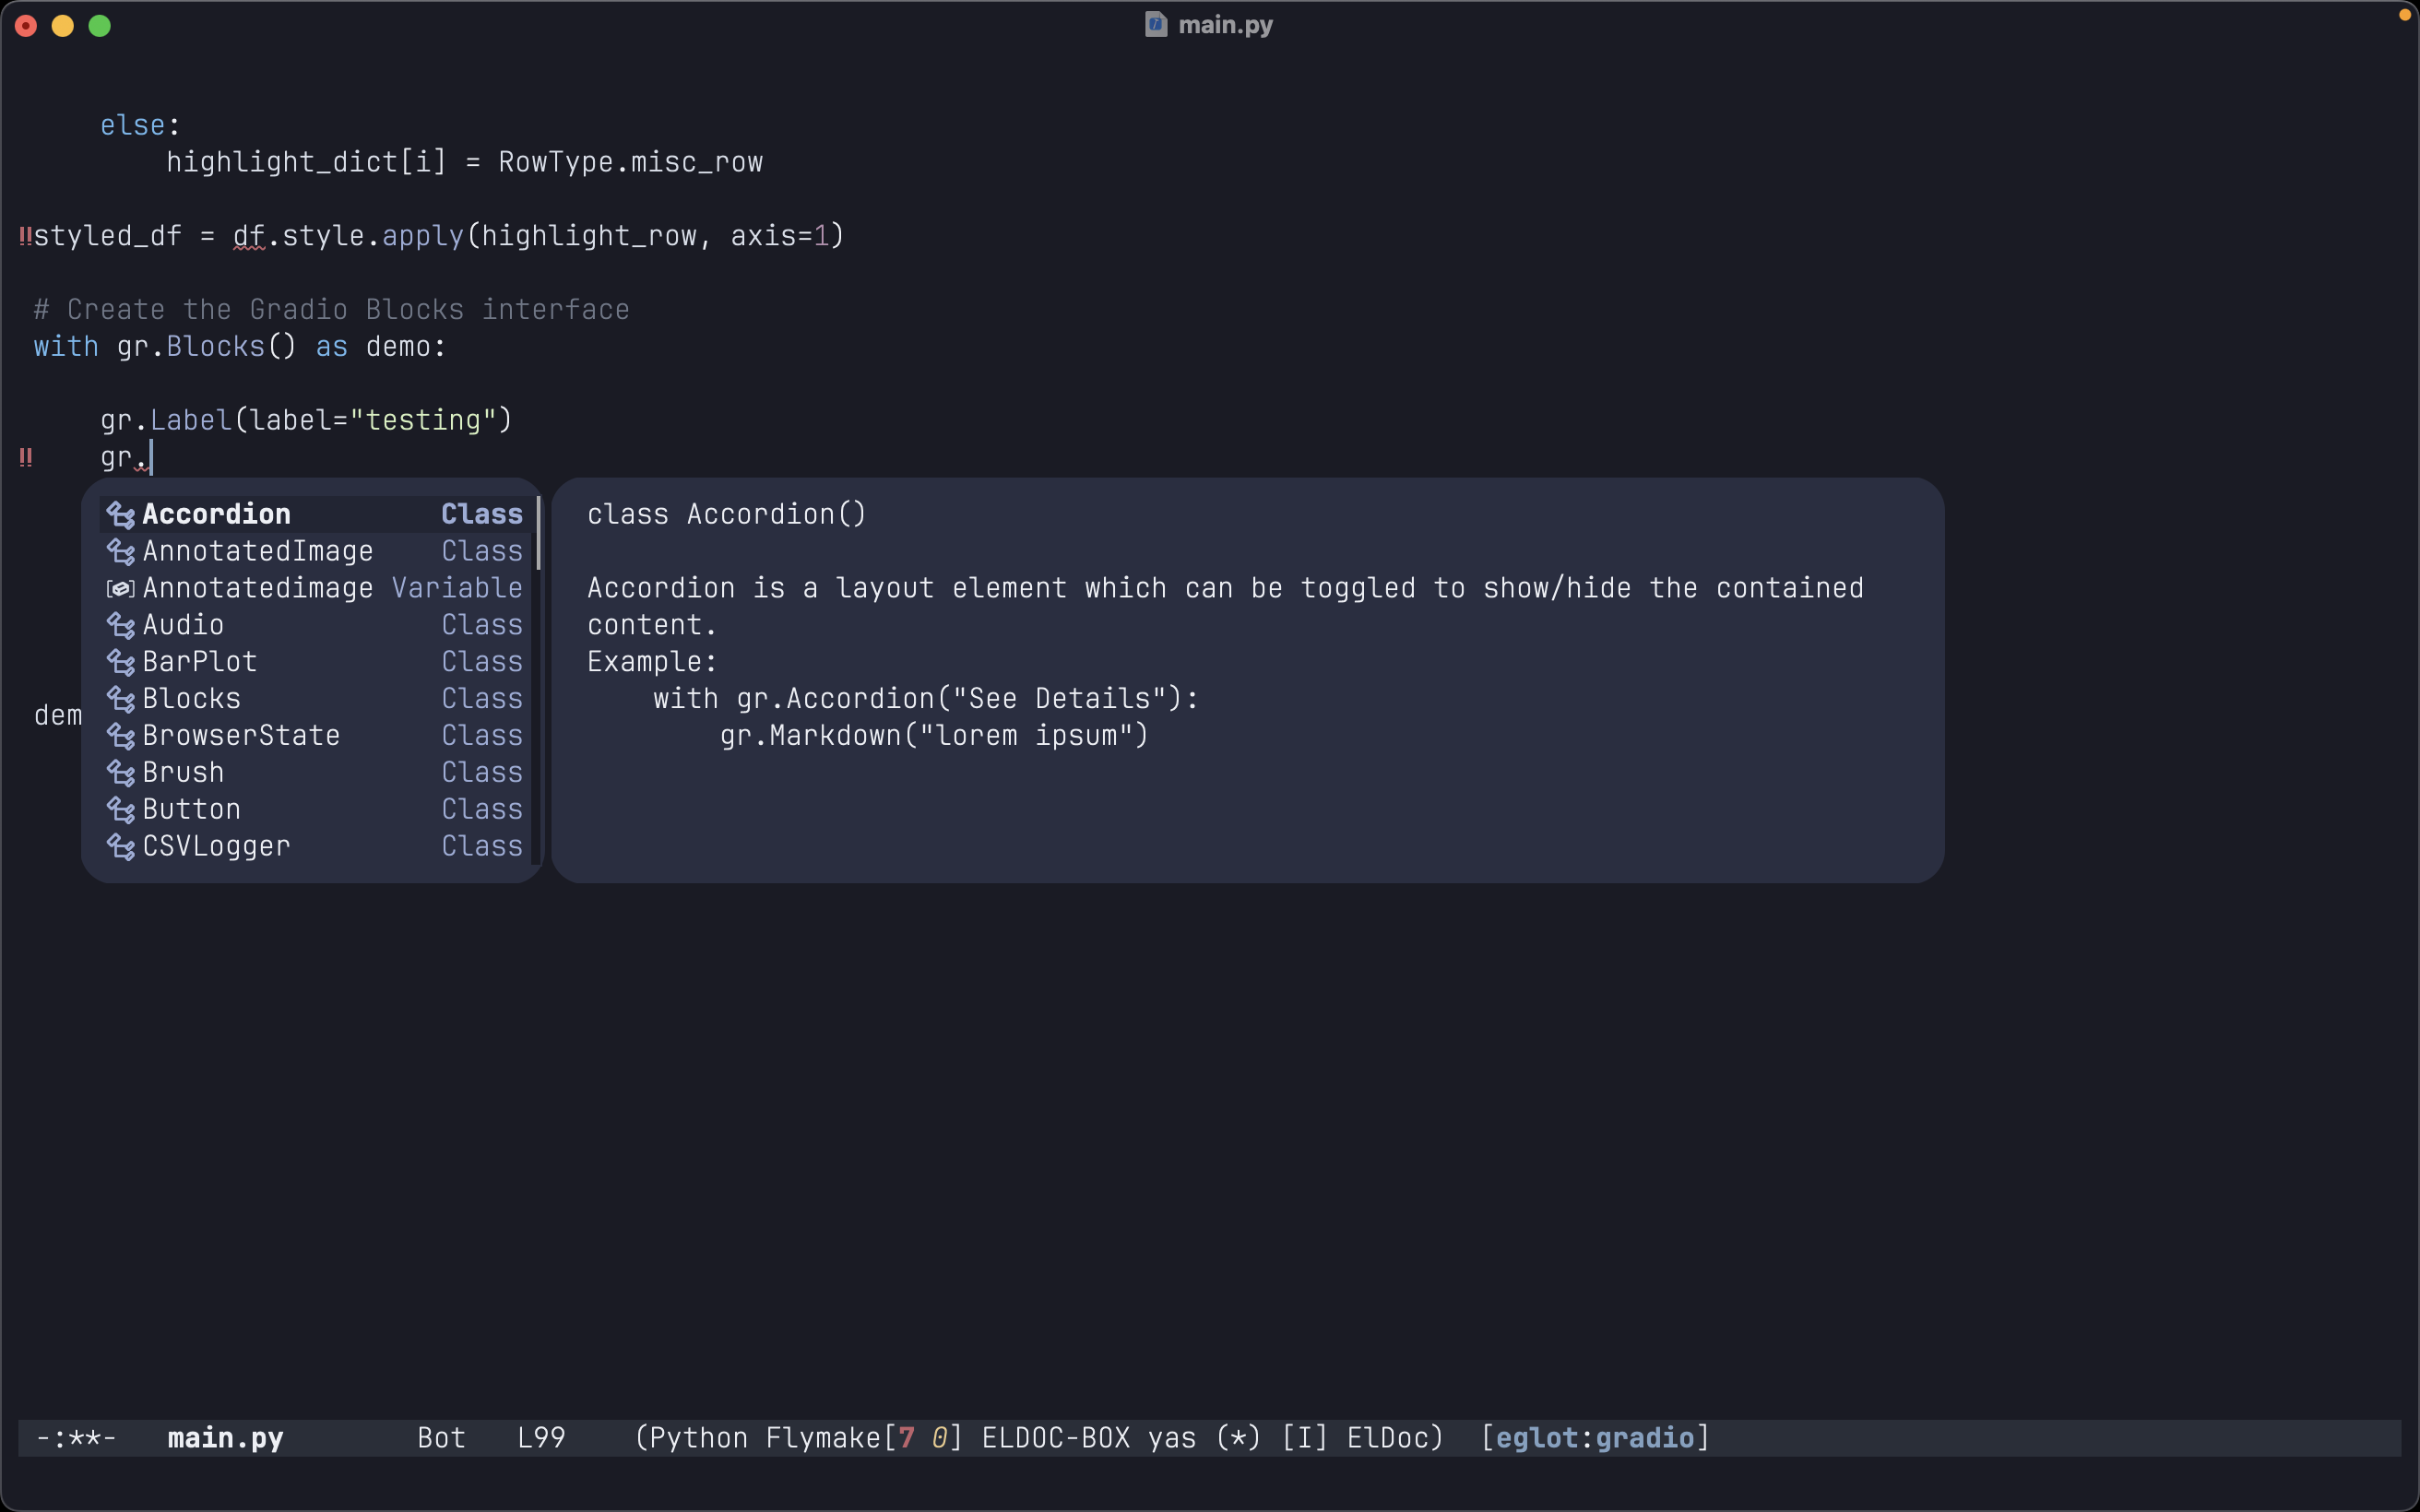 main.py
else:
highlight_dict[i] = RowType.misc_row
!!styled_df = df.style.apply(highlight_row, axis=1)
# Create the Gradio Blocks interface
with gr.Blocks() as demo:
gr.Label(label="testing")
!! gr.
Accordion Class
AnnotatedImage Class
Annotatedimage Variable
Audio Class
BarPlot Class
Blocks Class
dem
BrowserState Class
Brush Class
Button Class
CSVLogger Class
class Accordion()
Accordion is a layout element which can be toggled to show/hide the contained
content.
Example:
with gr.Accordion("See Details"):
gr.Markdown("lorem ipsum")
-:**- main.py Bot L99 (Python Flymake[7 0] ELDOC-BOX yas (*) [I] ElDoc) [eglot:gradio]